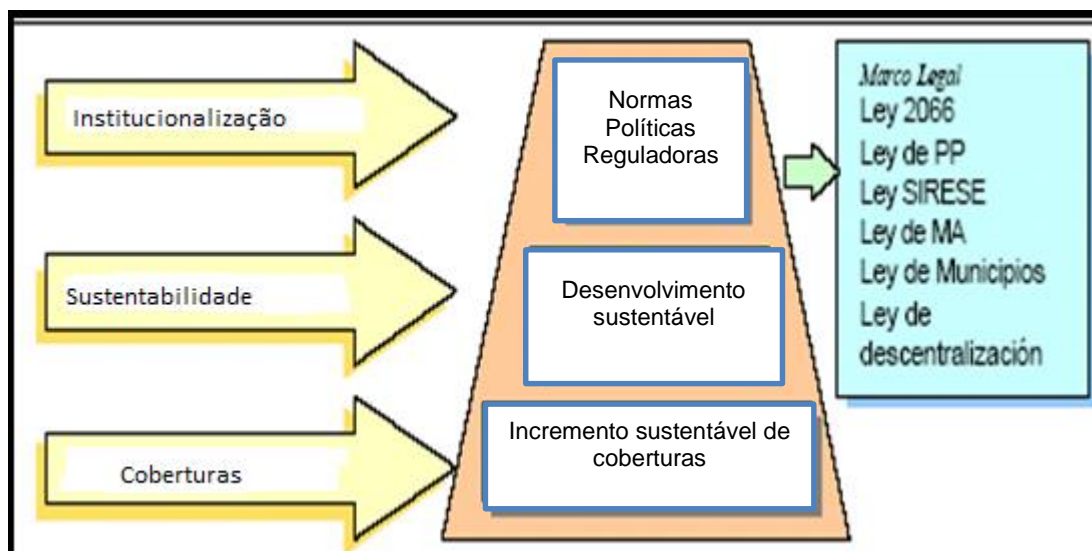 Institucionalização
Sustentabilidade
Coberturas
Normas
Políticas
Reguladoras
Desenvolvimento
sustentável
Incremento sustentável de
coberturas
Marco Legal
Ley 2066
Ley de PP
Ley SIRESE
Ley de MA
Ley de Municipios
Ley de
descentralización